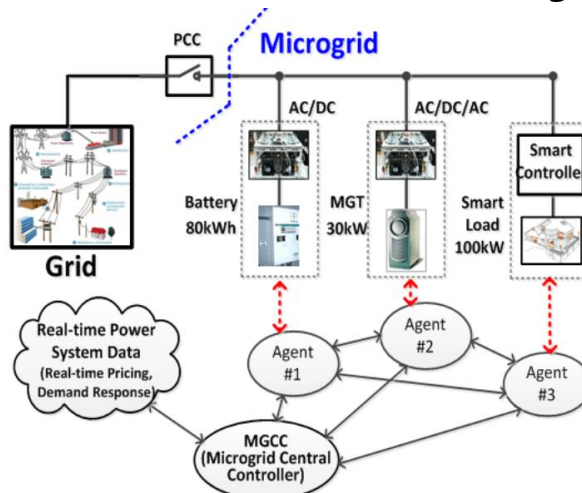 PCC
Microgrid
AC/DC
AC/DC/AC
Battery
80kWh
MGT
30kW
Smart
Load
100kW
Smart
Controller
Grid
Real-time Power
System Data
(Real-time Pricing,
Demand Response)
Agent
#1
Agent
#2
Agent
#3
MGCC
(Microgrid Central
Controller)